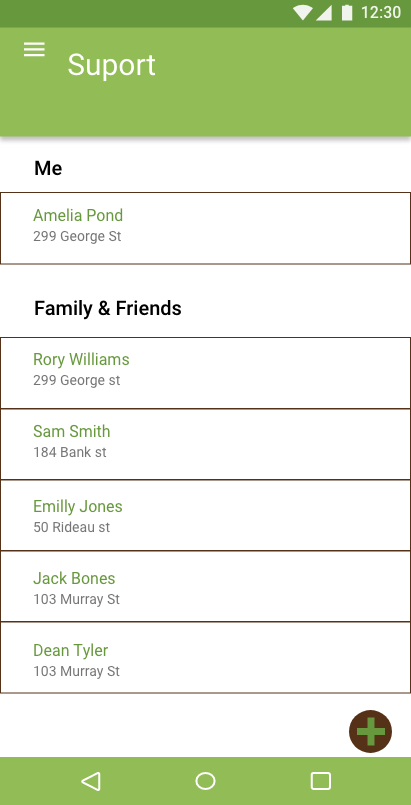 12:30
Suport
Me
Amelia Pond
299 George St
Family & Friends
Rory Williams
299 George st
Sam Smith
184 Bank st
Emilly Jones
50 Rideau st
Jack Bones
103 Murray St
Dean Tyler
103 Murray St